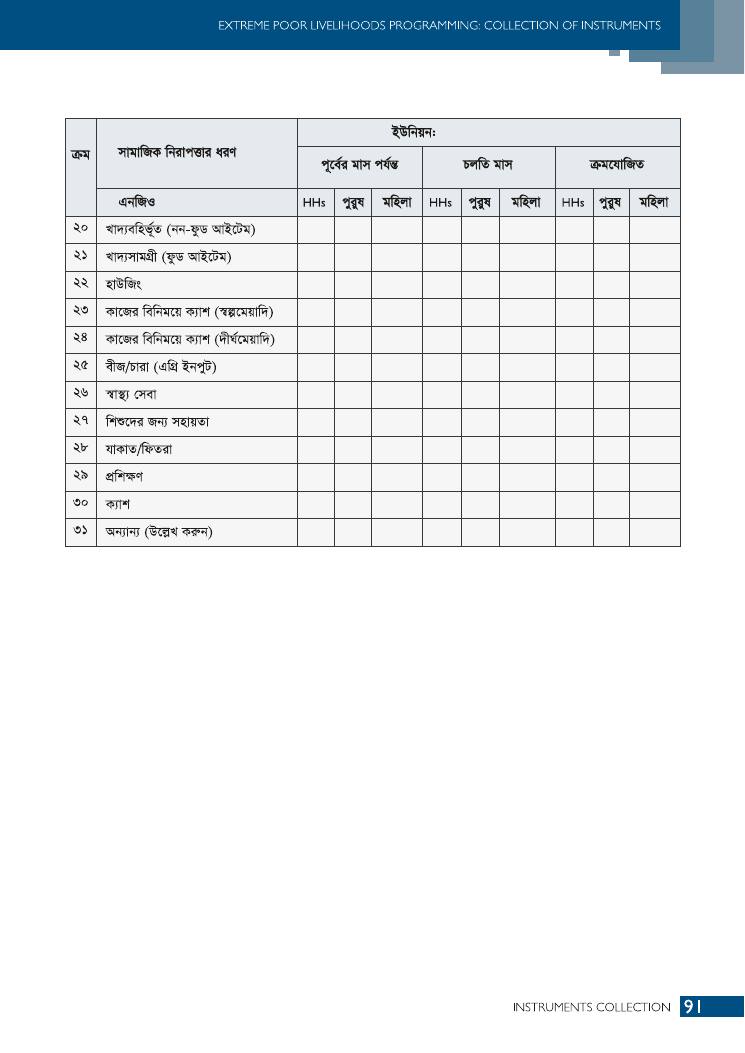 EXTREME POOR LIVELIHOODS PROGRAMMING: COLLECTION OF INSTRUMENTS
ক্রম সামাজিক নিরাপত্তার ধরণ ইউনিয়ন:
পূর্বের মাস পর্যন্ত চলতি মাস ক্রমযোজিত
এনজিও HHs পুরুষ মহিলা HHs পুরুষ মহিলা HHs পুরুষ মহিলা
২০ খাদ্যবহির্ভূত (নন-ফুড আইটেম)
২১ খাদ্যসামগ্রী (ফুড আইটেম)
২২ হাউজিং
২৩ কাজের বিনিময়ে ক্যাশ (স্বল্পমেয়াদি)
২৪ কাজের বিনিময়ে ক্যাশ (দীর্ঘমেয়াদি)
২৫ বীজ/চারা (এগ্রি ইনপুট)
২৬ স্বাস্থ্য সেবা
২৭ শিশুদের জন্য সহায়তা
২৮ যাকাত/ফিতরা
২৯ প্রশিক্ষণ
৩০ ক্যাশ
৩১ অন্যান্য (উল্লেখ করুন)
INSTRUMENTS COLLECTION 91